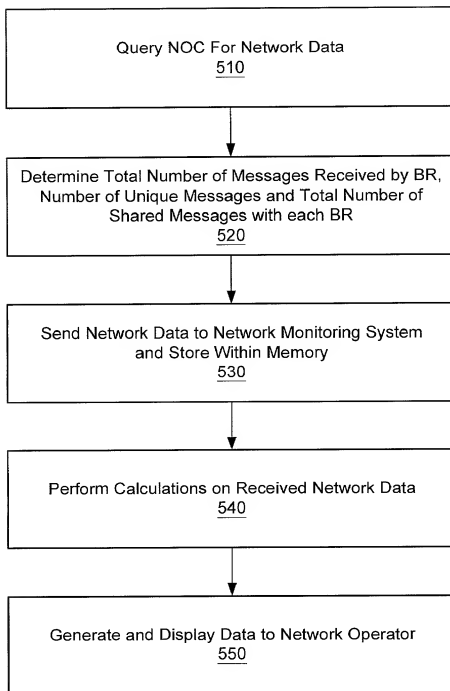 Query NOC For Network Data
510
Determine Total Number of Messages Received by BR,
Number of Unique Messages and Total Number of
Shared Messages with each BR
520
Send Network Data to Network Monitoring System
and Store Within Memory
530
Perform Calculations on Received Network Data
540
Generate and Display Data to Network Operator
550